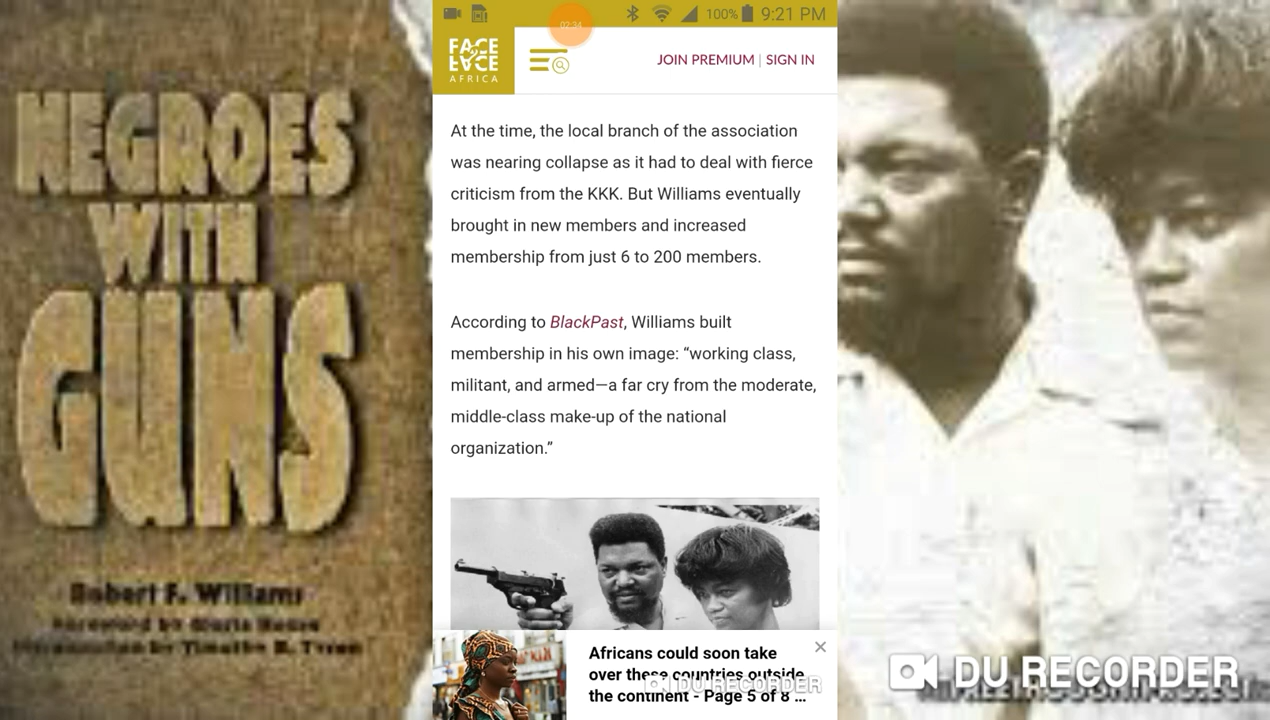 NEGROES
WITH
GUNS
Robert F. Williams
02:34
100%
9:21 PM
FACE
2
FACE
AFRICA
JOIN PREMIUM | SIGN IN
At the time, the local branch of the association
was nearing collapse as it had to deal with fierce
criticism from the KKK. But Williams eventually
brought in new members and increased
membership from just 6 to 200 members.
According to BlackPast, Williams built
membership in his own image: “working class,
militant, and armed—a far cry from the moderate,
middle-class make-up of the national
organization.”
Africans could soon take
over these countries outside
the continent - Page 5 of 8 ...
DU RECORDER
DU RECORDER